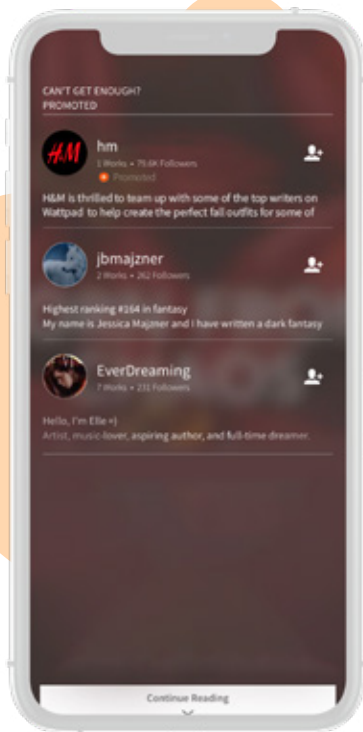 CAN'T GET ENOUGH?
PROMOTED
H&M
hm
1 Works • 79.6K Followers
Promoted
H&M is thrilled to team up with some of the top writers on
Wattpad to help create the perfect fall outfits for some of
jbmajzner
2 Works • 262 Followers
Highest ranking #164 in fantasy
My name is Jessica Majzner and I have written a dark fantasy
EverDreaming
7 Works • 231 Followers
Hello, I'm Elle =)
Artist, music-lover, aspiring author, and full-time dreamer.
Continue Reading